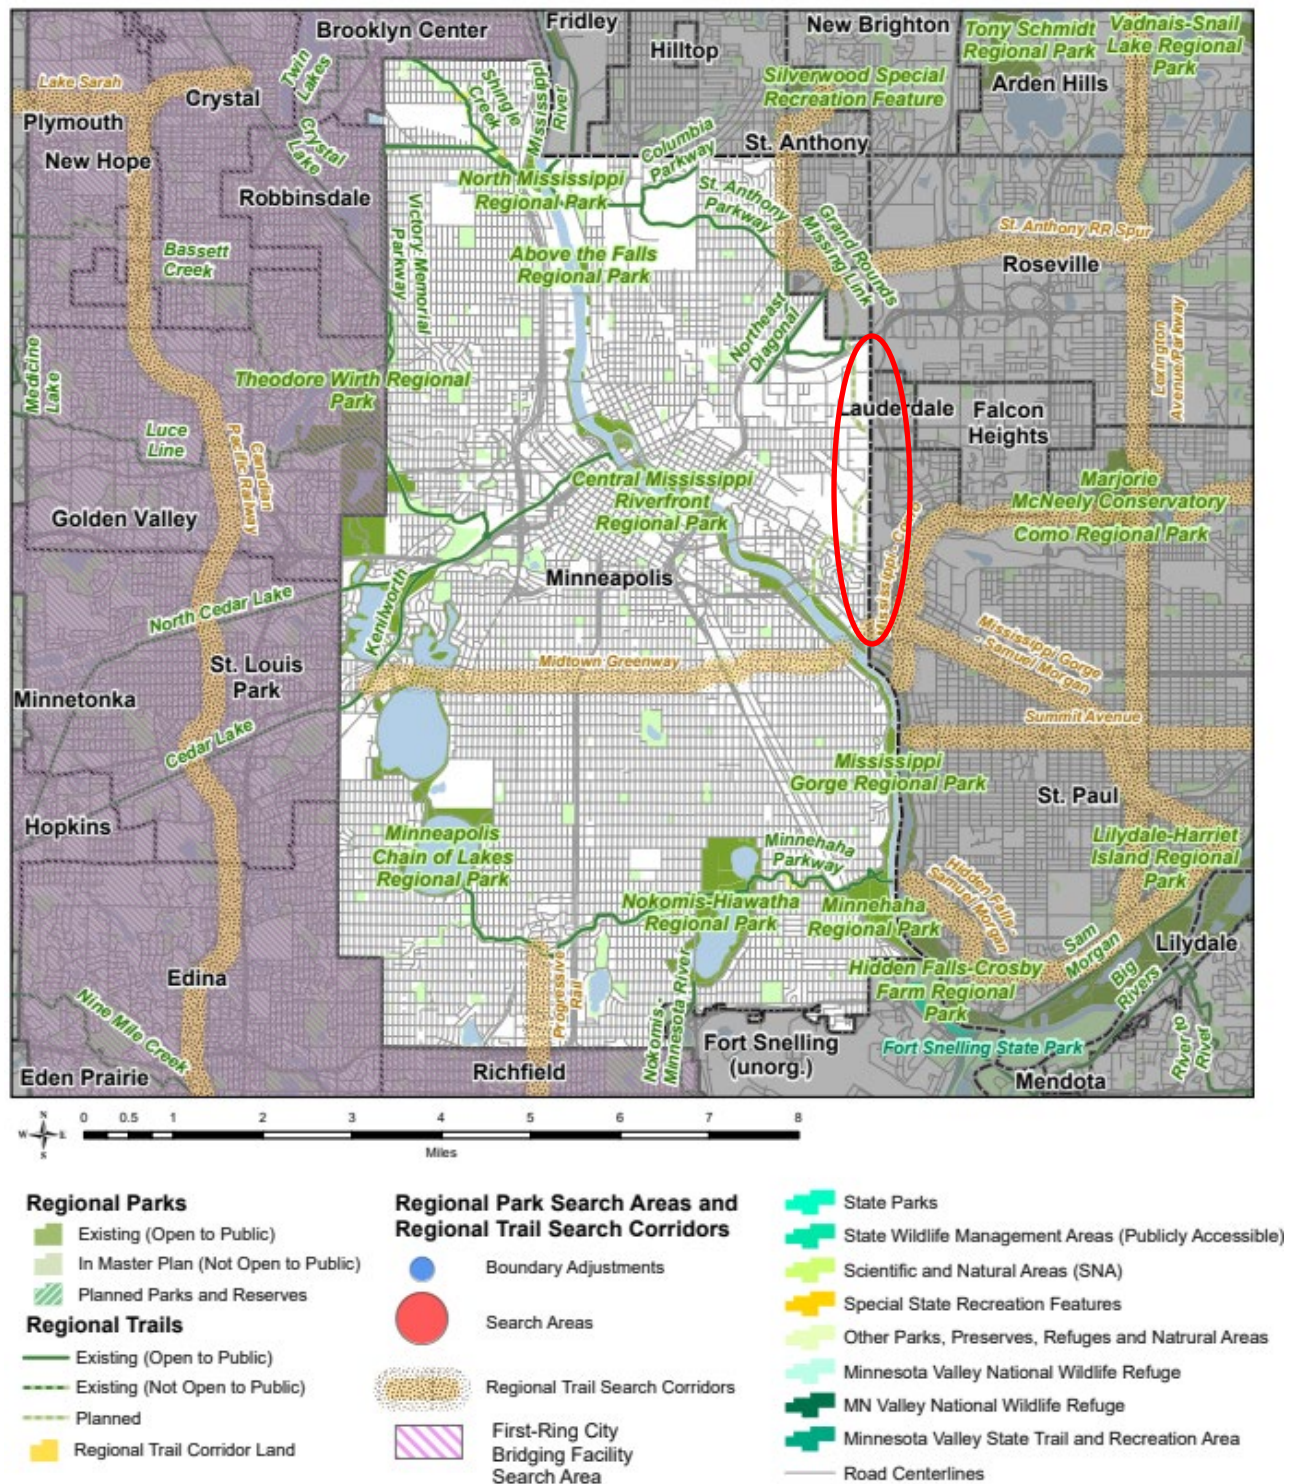 Brooklyn Center
Fridley
New Brighton
Hilltop
Tony Schmidt
Regional Park
Vadnais-Snail
Lake Regional
Park
Arden Hills
Silverwood Special
Recreation Feature
St. Anthony
Lake Sarah
Crystal
Plymouth
New Hope
Twin
Lakes
Crystal
Lake
Robbinsdale
Shingle
Creek
Mississippi
River
Columbia
Parkway
North Mississippi
Regional Park
St. Anthony
Parkway
Grand Rounds
Missing Link
St. Anthony RR Spur
Roseville
Victory Memorial
Parkway
Bassett
Creek
Above the Falls
Regional Park
Northeast
Diagonal
Lexington
Avenue/Parkway
Medicine
Lake
Theodore Wirth Regional
Park
Lauderdale
Falcon
Heights
Luce
Line
Canadian
Pacific Railway
Central Mississippi
Riverfront
Regional Park
Marjorie
McNeely Conservatory
Como Regional Park
Golden Valley
Minneapolis
Mississippi-Como
North Cedar Lake
Kenilworth
St. Louis
Park
Midtown Greenway
Mississippi Gorge
- Samuel Morgan
Minnetonka
Cedar Lake
Summit Avenue
Mississippi
Gorge Regional Park
St. Paul
Hopkins
Minneapolis
Chain of Lakes
Regional Park
Minnehaha
Parkway
Lilydale-Harriet
Island Regional
Park
Nokomis-Hiawatha
Regional Park
Minnehaha
Regional Park
Hidden Falls -
Samuel Morgan
Sam
Morgan
Lilydale
Edina
Progressive
Rail
Nokomis-
Minnesota River
Hidden Falls-Crosby
Farm Regional
Park
Big
Rivers
Nine Mile Creek
Fort Snelling
(unorg.)
Fort Snelling State Park
River to
River
Eden Prairie
Richfield
Mendota
N
W E
S
0 0.5 1 2 3 4 5 6 7 8
Miles
Regional Parks
Existing (Open to Public)
In Master Plan (Not Open to Public)
Planned Parks and Reserves
Regional Trails
Existing (Open to Public)
Existing (Not Open to Public)
Planned
Regional Trail Corridor Land
Regional Park Search Areas and
Regional Trail Search Corridors
Boundary Adjustments
Search Areas
Regional Trail Search Corridors
First-Ring City
Bridging Facility
Search Area
State Parks
State Wildlife Management Areas (Publicly Accessible)
Scientific and Natural Areas (SNA)
Special State Recreation Features
Other Parks, Preserves, Refuges and Natrural Areas
Minnesota Valley National Wildlife Refuge
MN Valley National Wildlife Refuge
Minnesota Valley State Trail and Recreation Area
Road Centerlines